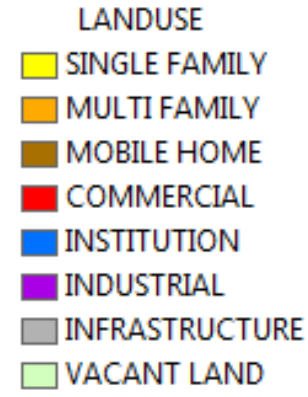 LANDUSE
SINGLE FAMILY
MULTI FAMILY
MOBILE HOME
COMMERCIAL
INSTITUTION
INDUSTRIAL
INFRASTRUCTURE
VACANT LAND